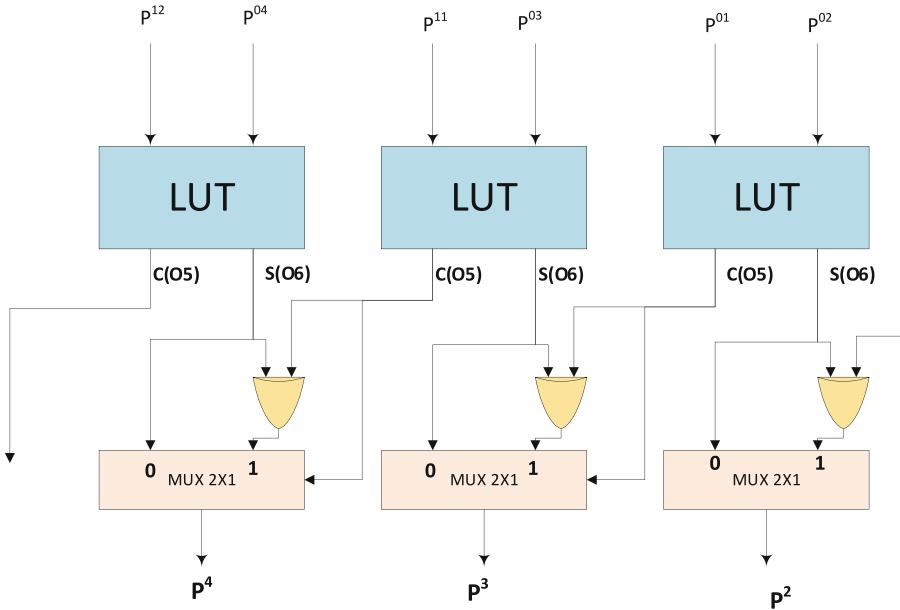 P¹² P⁰⁴ P¹¹ P⁰³ P⁰¹ P⁰²
LUT LUT LUT
C(O5) S(O6) C(O5) S(O6) C(O5) S(O6)
0 1 0 1 0 1
MUX 2X1 MUX 2X1 MUX 2X1
P⁴ P³ P²